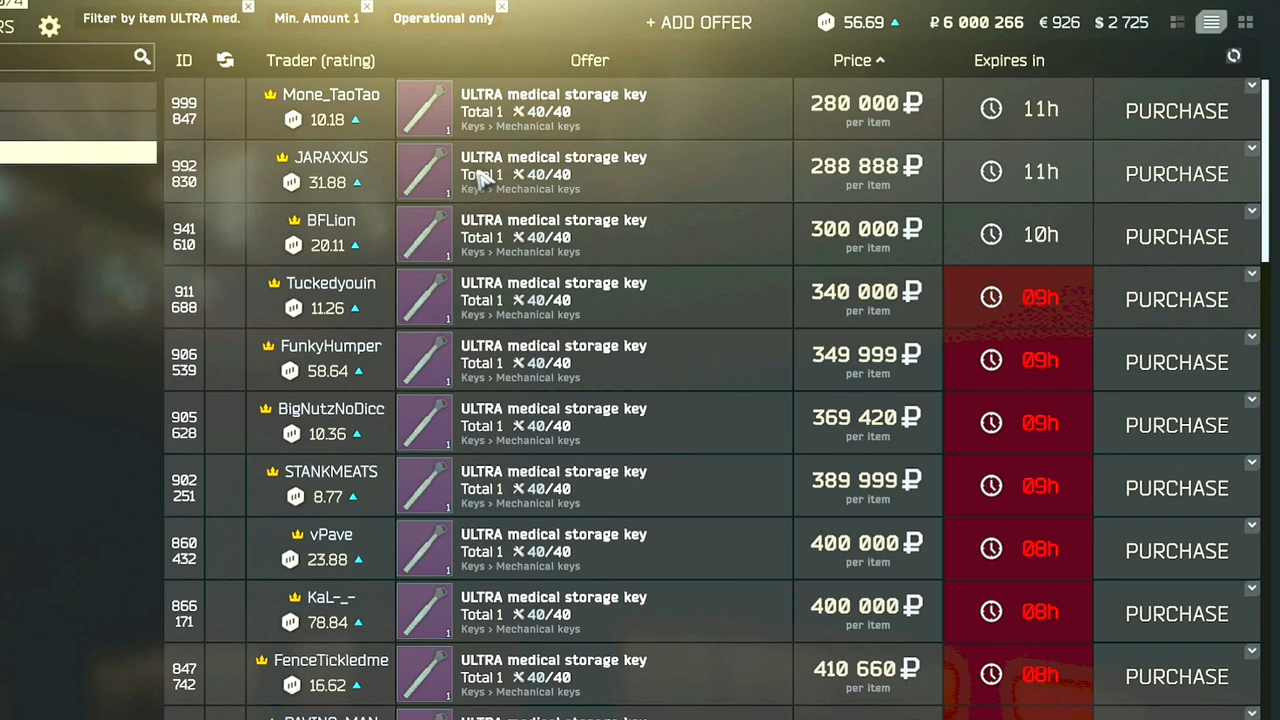 Filter by item ULTRA med.
Min. Amount 1
Operational only
+ ADD OFFER
56.69
₽ 6 000 266
€ 926
$ 2 725
ID
Trader (rating)
Offer
Price
Expires in
999 847
Mone_TaoTao
10.18
ULTRA medical storage key
Total 1 40/40
Keys > Mechanical keys
1
280 000 ₽
per item
11h
PURCHASE
992 830
JARAXXUS
31.88
ULTRA medical storage key
Total 1 40/40
Keys > Mechanical keys
1
288 888 ₽
per item
11h
PURCHASE
941 610
BFLion
20.11
ULTRA medical storage key
Total 1 40/40
Keys > Mechanical keys
1
300 000 ₽
per item
10h
PURCHASE
911 688
Tuckedyouin
11.26
ULTRA medical storage key
Total 1 40/40
Keys > Mechanical keys
1
340 000 ₽
per item
09h
PURCHASE
906 539
FunkyHumper
58.64
ULTRA medical storage key
Total 1 40/40
Keys > Mechanical keys
1
349 999 ₽
per item
09h
PURCHASE
905 628
BigNutzNoDicc
10.36
ULTRA medical storage key
Total 1 40/40
Keys > Mechanical keys
1
369 420 ₽
per item
09h
PURCHASE
902 251
STANKMEATS
8.77
ULTRA medical storage key
Total 1 40/40
Keys > Mechanical keys
1
389 999 ₽
per item
09h
PURCHASE
860 432
vPave
23.88
ULTRA medical storage key
Total 1 40/40
Keys > Mechanical keys
1
400 000 ₽
per item
08h
PURCHASE
866 171
KaL-_-
78.84
ULTRA medical storage key
Total 1 40/40
Keys > Mechanical keys
1
400 000 ₽
per item
08h
PURCHASE
847 742
FenceTickledme
16.62
ULTRA medical storage key
Total 1 40/40
Keys > Mechanical keys
1
410 660 ₽
per item
08h
PURCHASE